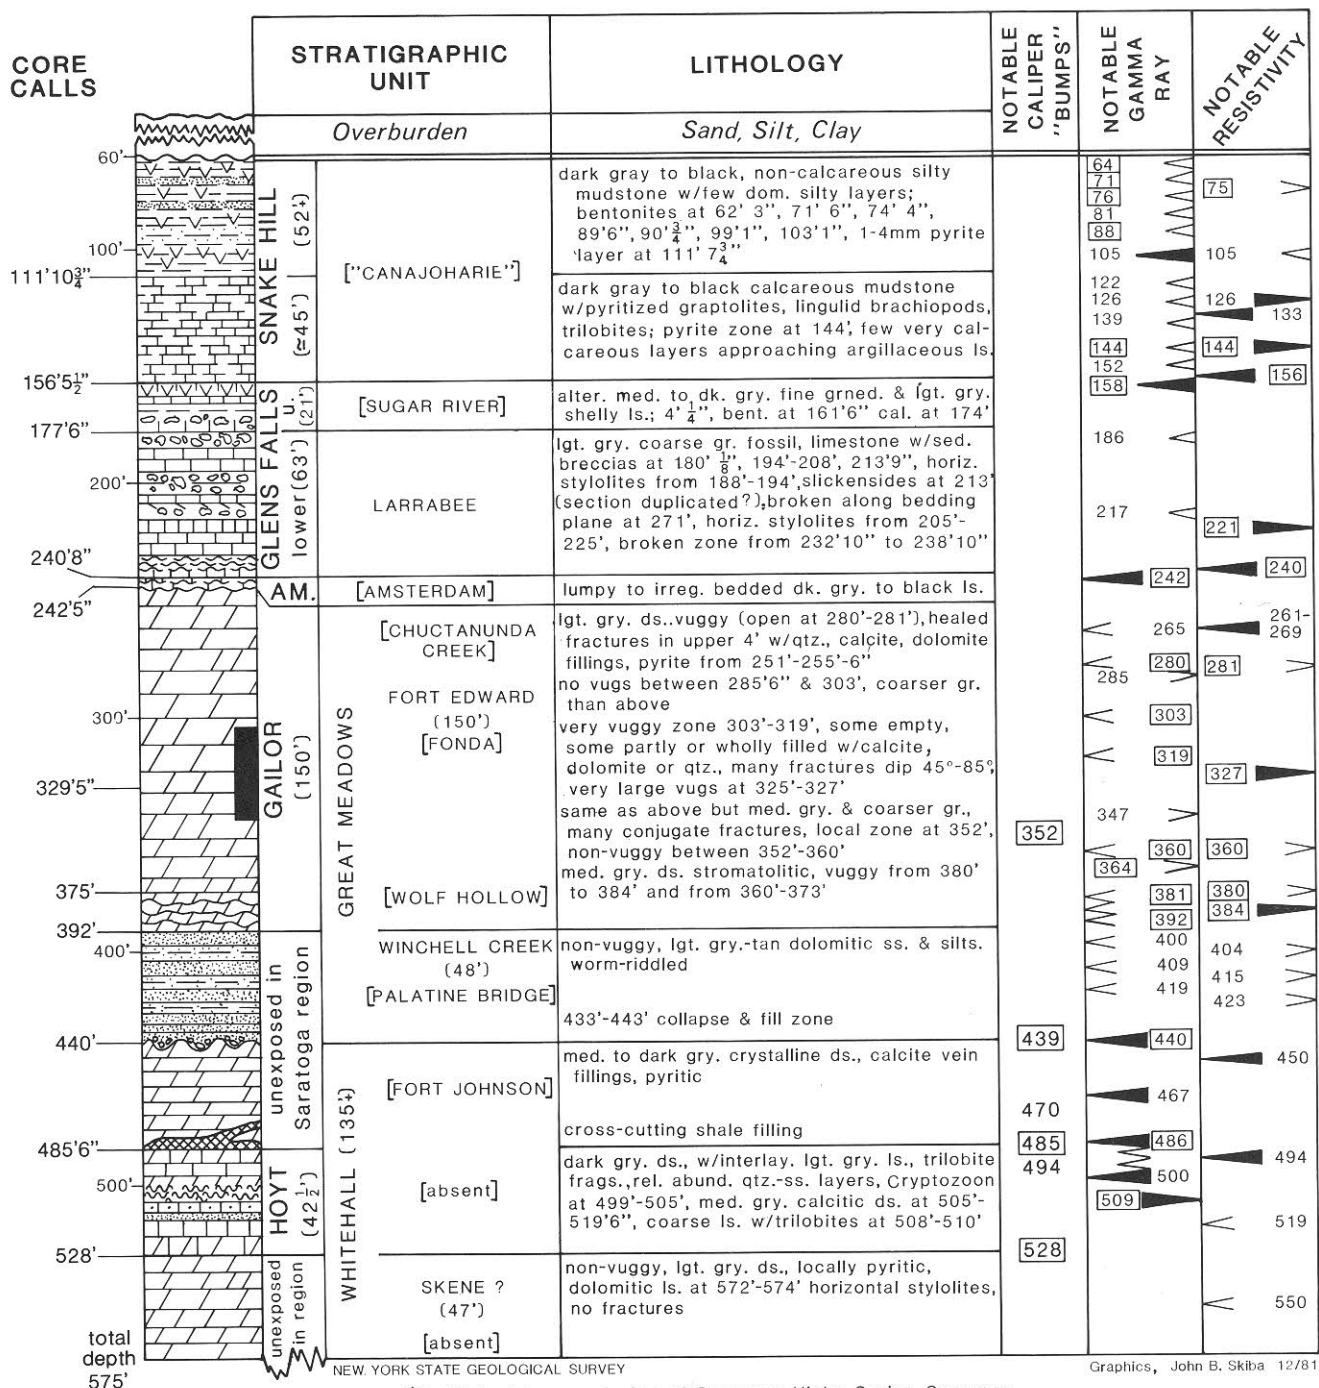 CORE
CALLS
STRATIGRAPHIC
UNIT
LITHOLOGY
NOTABLE
CALIPER
"BUMPS"
NOTABLE
GAMMA
RAY
NOTABLE
RESISTIVITY
Overburden
Sand, Silt, Clay
60'
100'
111'10¾"
156'5½"
177'6"
200'
240'8"
242'5"
300'
329'5"
375'
392'
400'
440'
485'6"
500'
528'
total
depth
575'
SNAKE HILL
(52'+)
(≃45')
GLENS FALLS
u.
(21')
lower (63")
AM.
GAILOR
(150')
unexposed in
Saratoga region
HOYT
(42½')
unexposed
in region
["CANAJOHARIE"]
[SUGAR RIVER]
LARRABEE
[AMSTERDAM]
GREAT MEADOWS
[CHUCTANUNDA
CREEK]
FORT EDWARD
(150')
[FONDA]
[WOLF HOLLOW]
WINCHELL CREEK
(48')
[PALATINE BRIDGE]
WHITEHALL (135'+)
[FORT JOHNSON]
[absent]
SKENE ?
(47')
[absent]
dark gray to black, non-calcareous silty
mudstone w/few dom. silty layers;
bentonites at 62' 3", 71' 6", 74' 4",
89'6", 90'¾", 99'1", 103'1", 1-4mm pyrite
layer at 111' 7¾"
dark gray to black calcareous mudstone
w/pyritized graptolites, lingulid brachiopods,
trilobites; pyrite zone at 144', few very cal-
careous layers approaching argillaceous ls.
alter. med. to dk. gry. fine grned. & lgt. gry.
shelly ls.; 4' ¼", bent. at 161'6" cal. at 174'
lgt. gry. coarse gr. fossil, limestone w/sed.
breccias at 180' ⅛", 194'-208', 213'9", horiz.
stylolites from 188'-194', slickensides at 213'
(section duplicated?), broken along bedding
plane at 271', horiz. stylolites from 205'-
225', broken zone from 232'10" to 238'10"
lumpy to irreg. bedded dk. gry. to black ls.
lgt. gry. ds..vuggy (open at 280'-281'), healed
fractures in upper 4' w/qtz., calcite, dolomite
fillings, pyrite from 251'-255'-6"
no vugs between 285'6" & 303', coarser gr.
than above
very vuggy zone 303'-319', some empty,
some partly or wholly filled w/calcite,
dolomite or qtz., many fractures dip 45°-85°,
very large vugs at 325'-327'
same as above but med. gry. & coarser gr.,
many conjugate fractures, local zone at 352',
non-vuggy between 352'-360'
med. gry. ds. stromatolitic, vuggy from 380'
to 384' and from 360'-373'
non-vuggy, lgt. gry.-tan dolomitic ss. & silts.
worm-riddled
433'-443' collapse & fill zone
med. to dark gry. crystalline ds., calcite vein
fillings, pyritic
cross-cutting shale filling
dark gry. ds., w/interlay. lgt. gry. ls., trilobite
frags.,rel. abund. qtz.-ss. layers, Cryptozoon
at 499'-505', med. gry. calcitic ds. at 505'-
519'6", coarse ls. w/trilobites at 508'-510'
non-vuggy, lgt. gry. ds., locally pyritic,
dolomitic ls. at 572'-574' horizontal stylolites,
no fractures
352
439
470
485
494
528
64
71
76
81
88
105
122
126
139
144
152
158
186
217
242
265
280
285
303
319
347
360
364
381
392
400
409
419
440
467
486
500
509
75
105
126
133
144
156
221
240
261-
269
281
327
360
380
384
404
415
423
450
494
519
550
NEW YORK STATE GEOLOGICAL SURVEY
Graphics, John B. Skiba 12/81